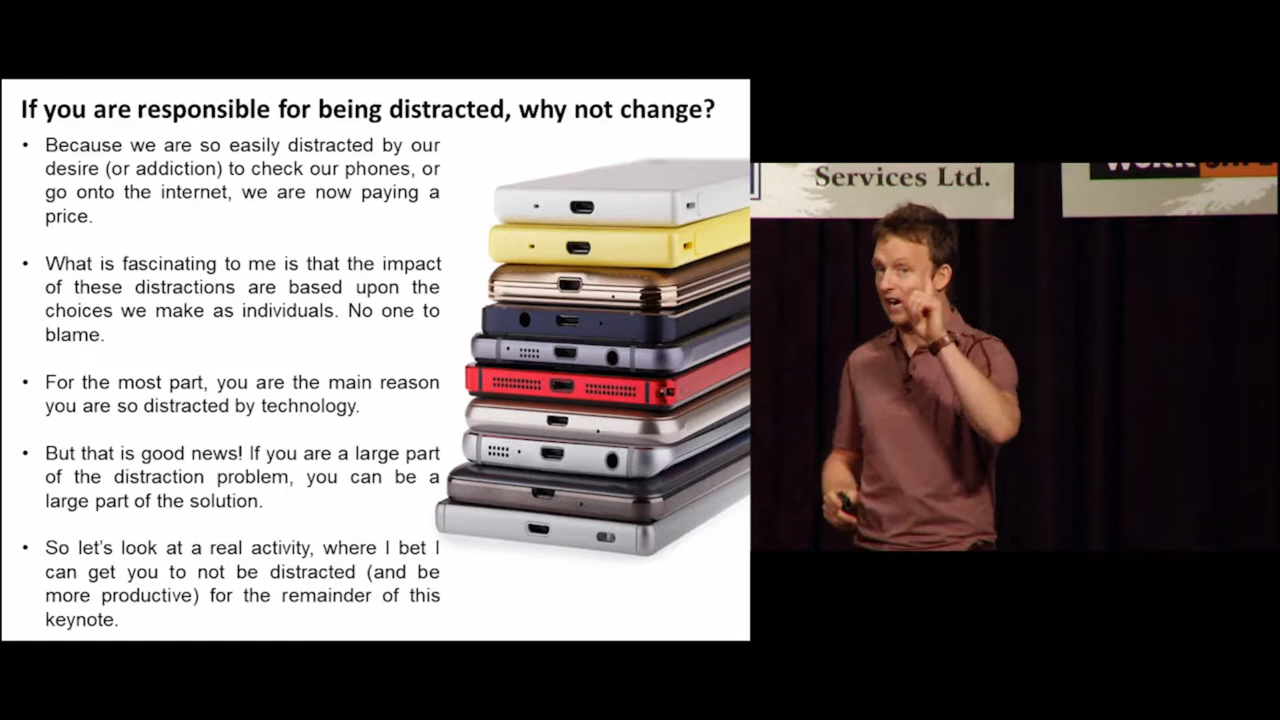 If you are responsible for being distracted, why not change?
• Because we are so easily distracted by our
desire (or addiction) to check our phones, or
go onto the internet, we are now paying a
price.
• What is fascinating to me is that the impact
of these distractions are based upon the
choices we make as individuals. No one to
blame.
• For the most part, you are the main reason
you are so distracted by technology.
• But that is good news! If you are a large part
of the distraction problem, you can be a
large part of the solution.
• So let’s look at a real activity, where I bet I
can get you to not be distracted (and be
more productive) for the remainder of this
keynote.
Services Ltd.
WORK SAFE